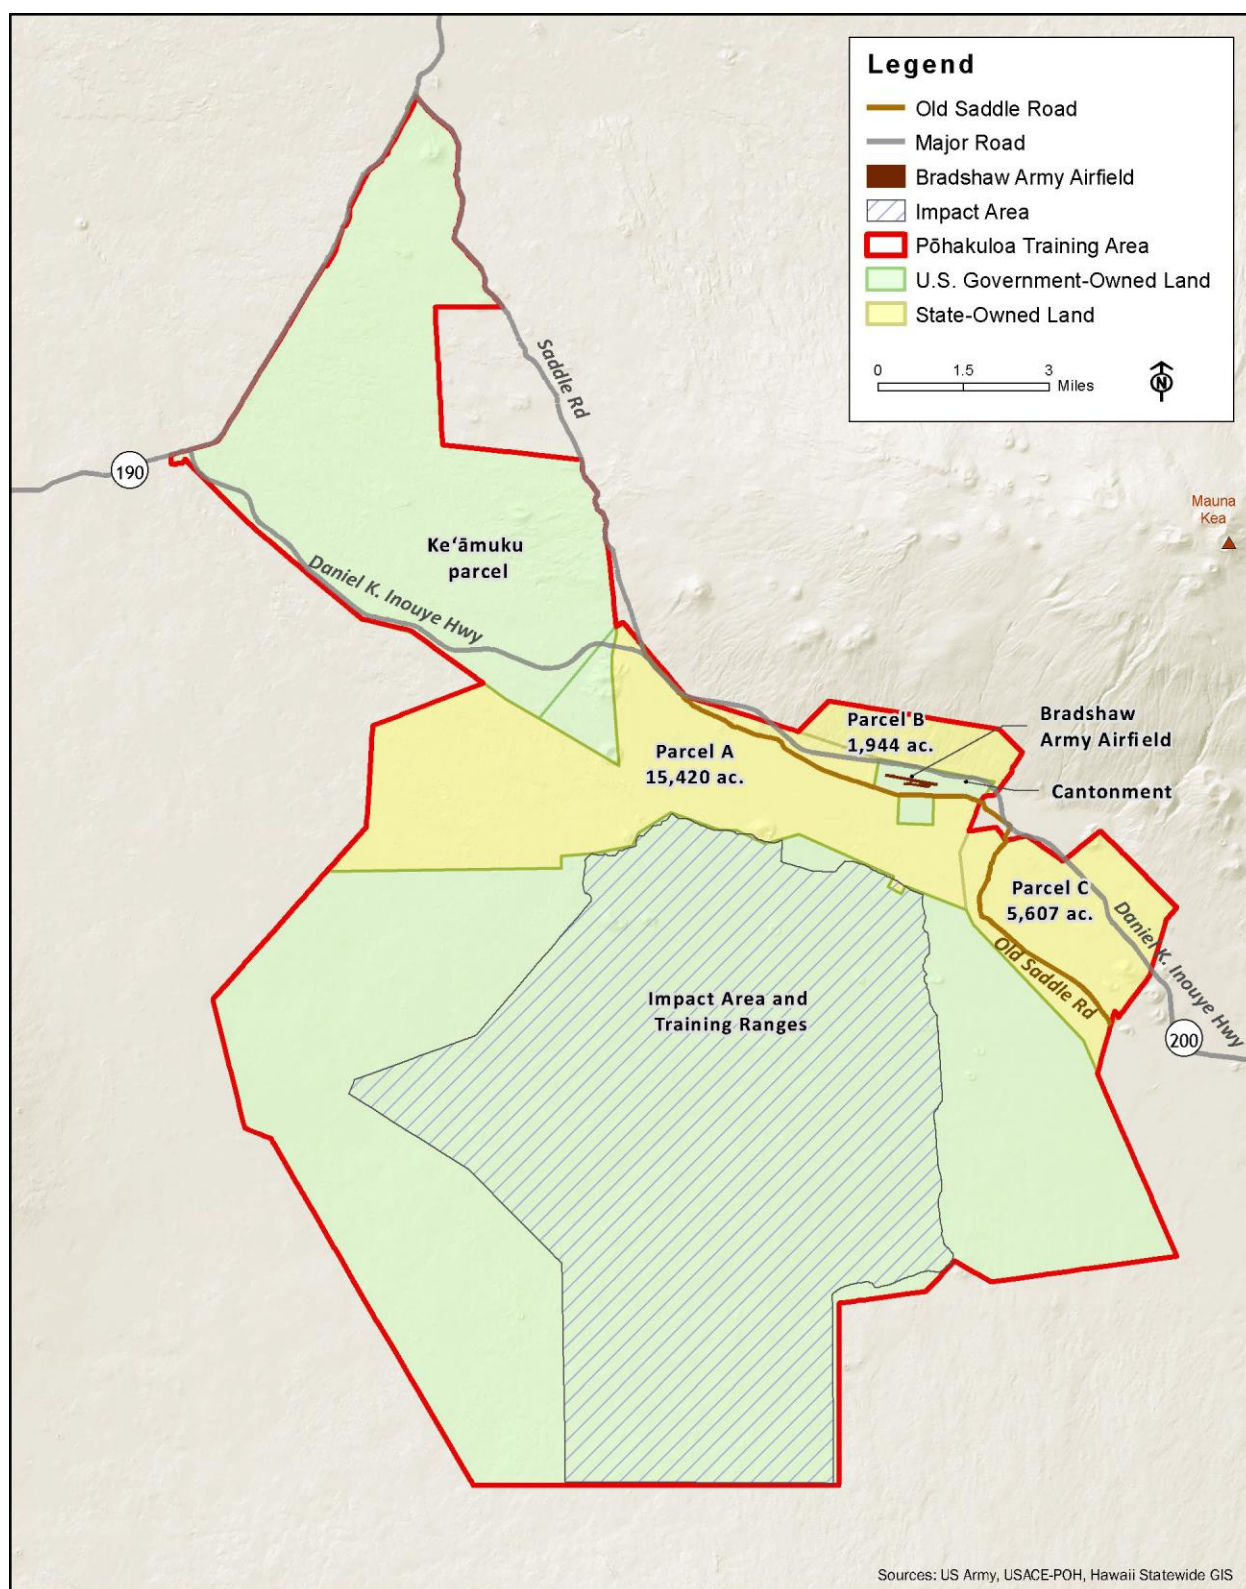 Legend
Old Saddle Road
Major Road
Bradshaw Army Airfield
Impact Area
Pōhakuloa Training Area
U.S. Government-Owned Land
State-Owned Land
0 1.5 3
Miles
N
Saddle Rd
190
Mauna
Kea
Keʻāmuku
parcel
Daniel K. Inouye Hwy
Parcel B
1,944 ac.
Bradshaw
Army Airfield
Parcel A
15,420 ac.
Cantonment
Parcel C
5,607 ac.
Daniel K. Inouye Hwy
Old Saddle Rd
Impact Area and
Training Ranges
200
Sources: US Army, USACE-POH, Hawaii Statewide GIS